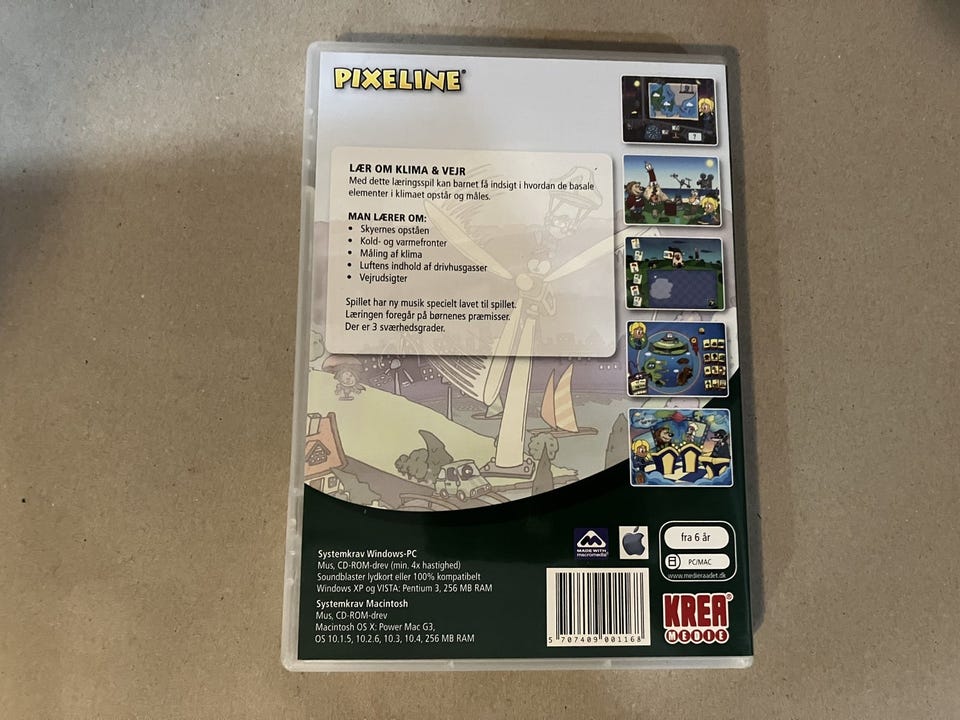 PIXELINE®
LÆR OM KLIMA & VEJR
Med dette læringsspil kan barnet få indsigt i hvordan de basale
elementer i klimaet opstår og måles.
MAN LÆRER OM:
• Skyernes opståen
• Kold- og varmefronter
• Måling af klima
• Luftens indhold af drivhusgasser
• Vejrudsigter
Spillet har ny musik specielt lavet til spillet.
Læringen foregår på børnenes præmisser.
Der er 3 sværhedsgrader.
Systemkrav Windows-PC
Mus, CD-ROM-drev (min. 4x hastighed)
Soundblaster lydkort eller 100% kompatibelt
Windows XP og VISTA: Pentium 3, 256 MB RAM
Systemkrav Macintosh
Mus, CD-ROM-drev
Macintosh OS X: Power Mac G3,
OS 10.1.5, 10.2.6, 10.3, 10.4, 256 MB RAM
MADE WITH
macromedia®
fra 6 år
PC/MAC
www.medieraadet.dk
5 707409 001168
KREA®
MEDIE